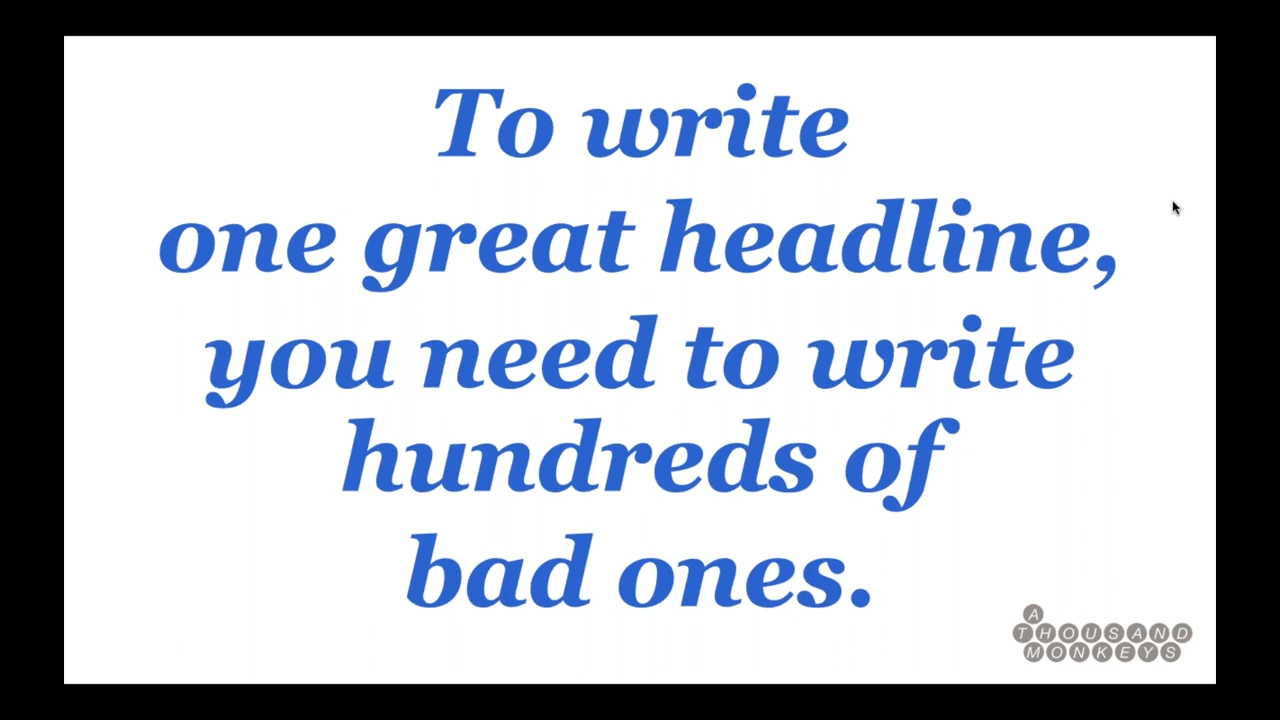 To write
one great headline,
you need to write
hundreds of
bad ones.
A
THOUSAND
MONKEYS